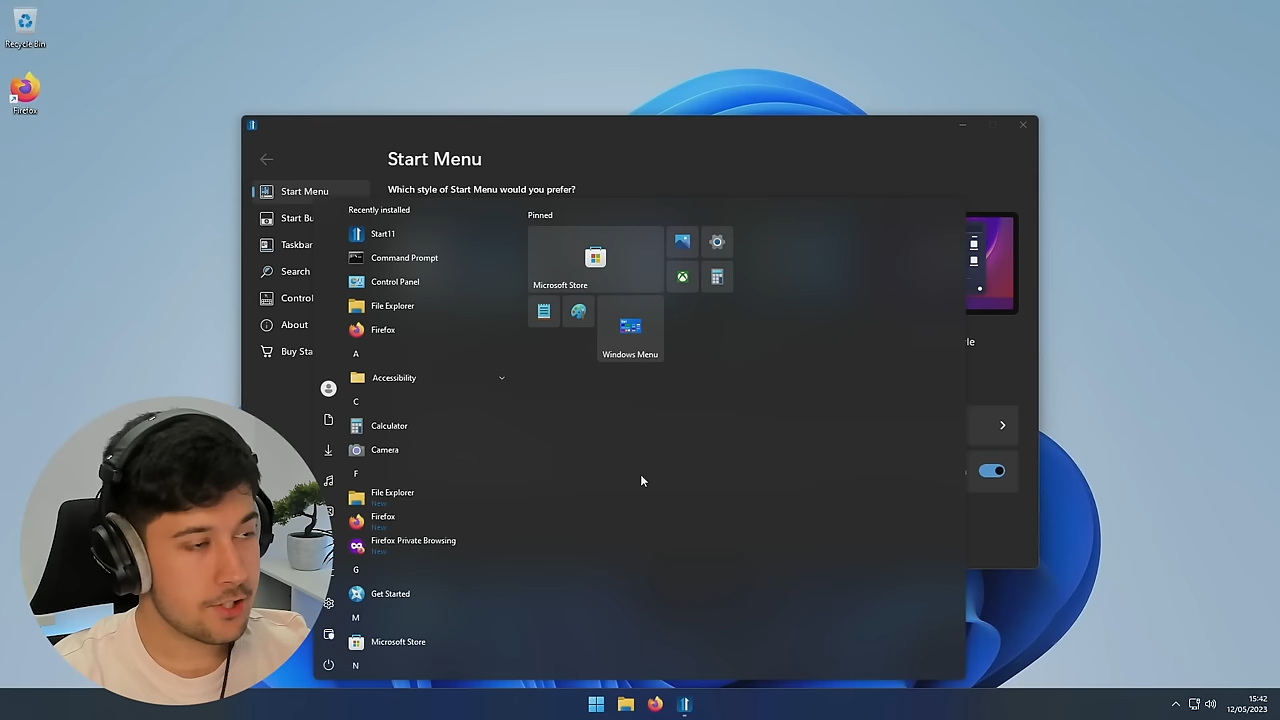 Recycle Bin
Firefox
Start Menu
Which style of Start Menu would you prefer?
Start Menu
Start Bu
Taskbar
Search
Control
About
Buy Sta
Recently installed
Start11
Command Prompt
Control Panel
File Explorer
Firefox
A
Accessibility
C
Calculator
Camera
F
File Explorer
New
Firefox
New
Firefox Private Browsing
New
G
Get Started
M
Microsoft Store
N
Pinned
Microsoft Store
Windows Menu
le
15:42
12/05/2023